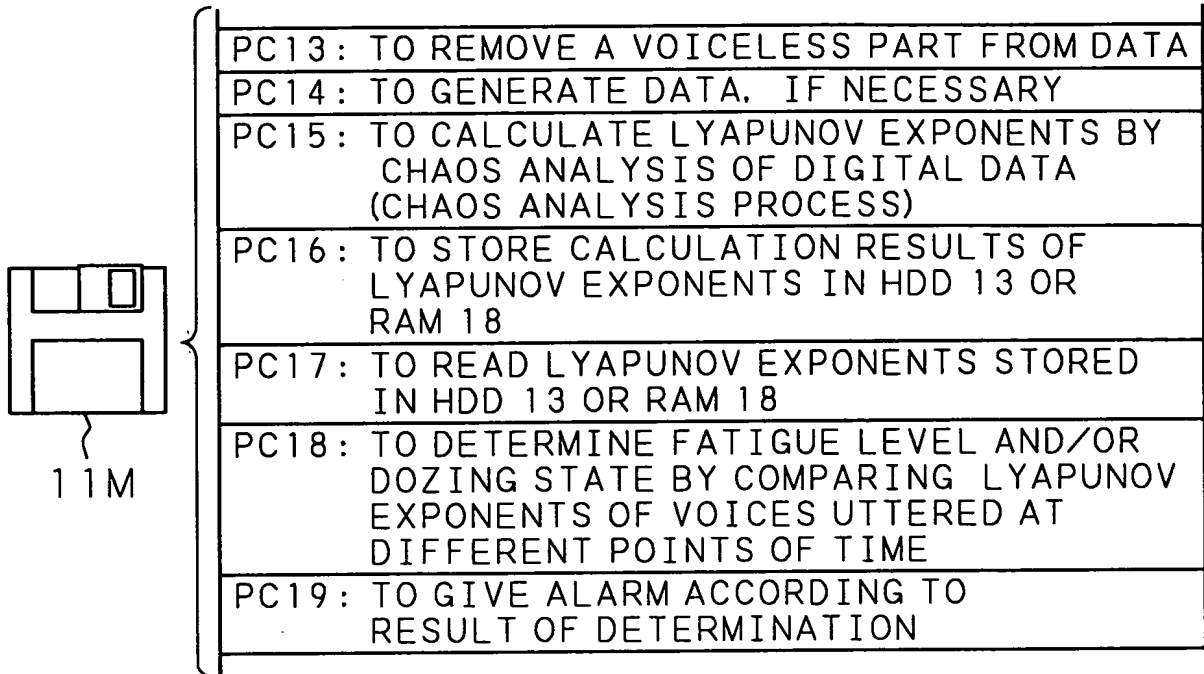 PC13: TO REMOVE A VOICELESS PART FROM DATA
PC14: TO GENERATE DATA, IF NECESSARY
PC15: TO CALCULATE LYAPUNOV EXPONENTS BY
CHAOS ANALYSIS OF DIGITAL DATA
(CHAOS ANALYSIS PROCESS)
PC16: TO STORE CALCULATION RESULTS OF
LYAPUNOV EXPONENTS IN HDD 13 OR
RAM 18
PC17: TO READ LYAPUNOV EXPONENTS STORED
IN HDD 13 OR RAM 18
PC18: TO DETERMINE FATIGUE LEVEL AND/OR
DOZING STATE BY COMPARING LYAPUNOV
EXPONENTS OF VOICES UTTERED AT
DIFFERENT POINTS OF TIME
PC19: TO GIVE ALARM ACCORDING TO
RESULT OF DETERMINATION
11M